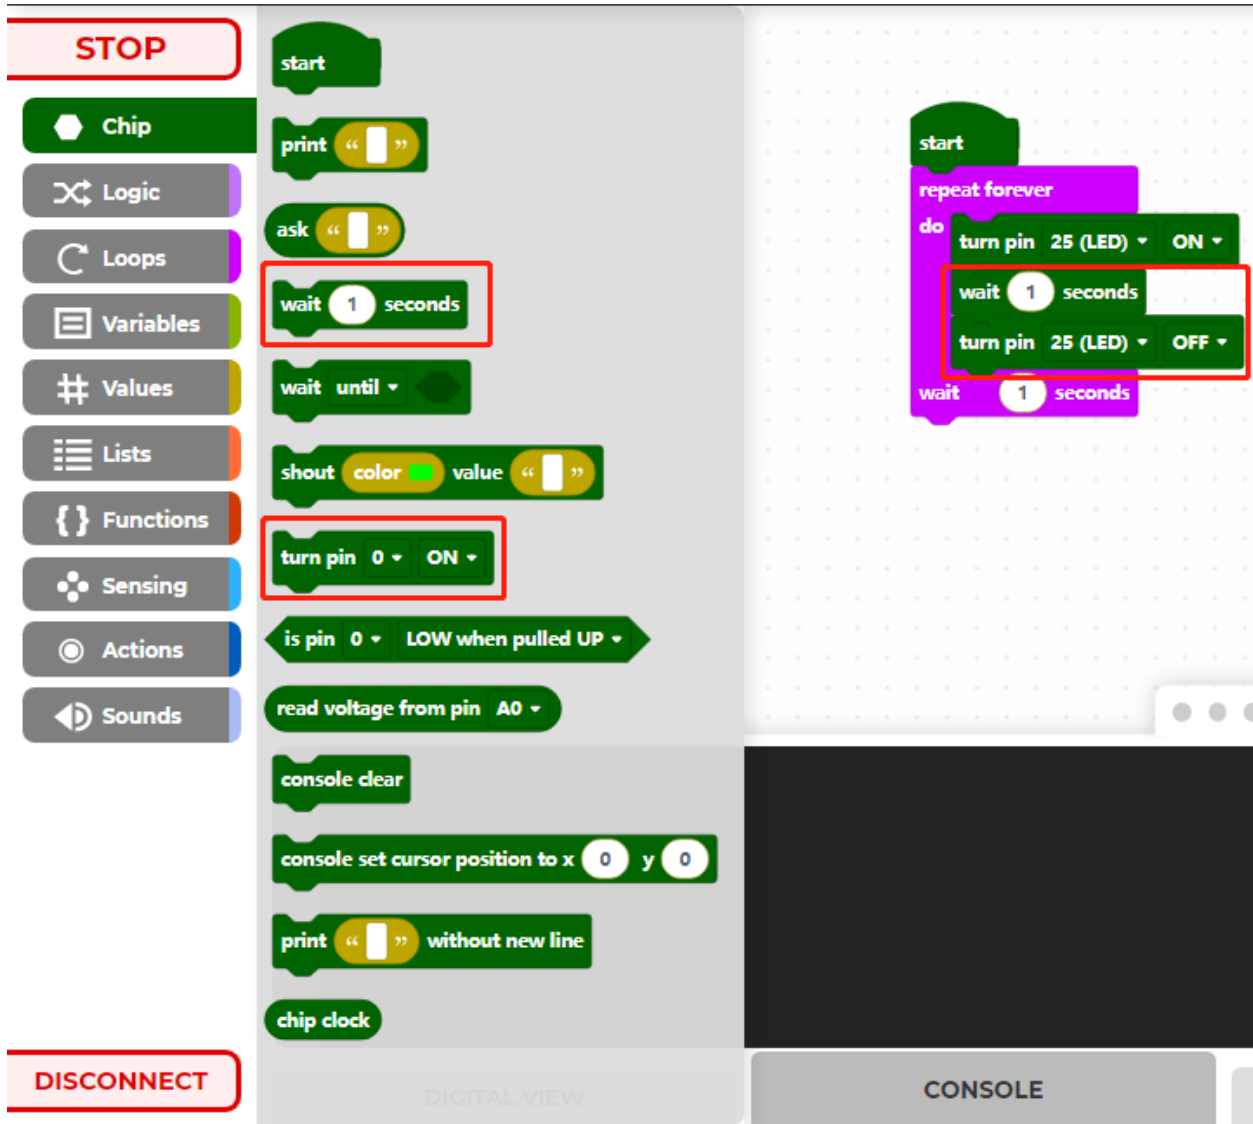 STOP
Chip
Logic
Loops
Variables
Values
Lists
Functions
Sensing
Actions
Sounds
DISCONNECT
start
print “ ”
ask “ ”
wait 1 seconds
wait until
shout color value “ ”
turn pin 0 ON
is pin 0 LOW when pulled UP
read voltage from pin A0
console clear
console set cursor position to x 0 y 0
print “ ” without new line
chip clock
DIGITAL VIEW
start
repeat forever
do
turn pin 25 (LED) ON
wait 1 seconds
turn pin 25 (LED) OFF
wait 1 seconds
CONSOLE